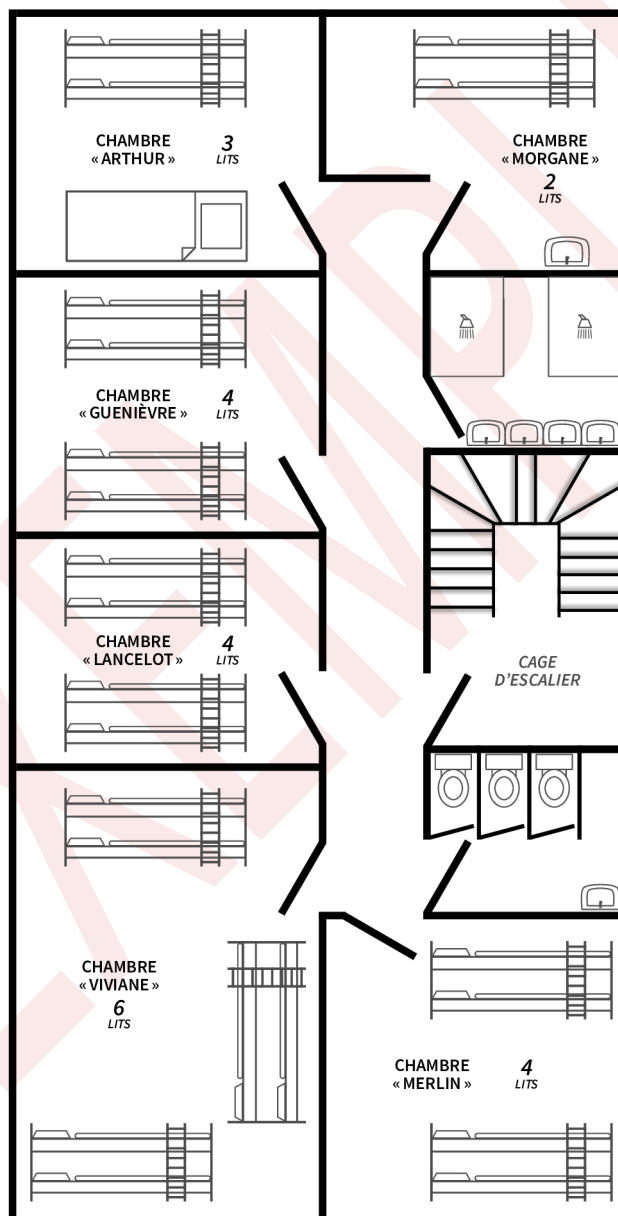 CHAMBRE
« ARTHUR »
3
LITS
CHAMBRE
« MORGANE »
2
LITS
CHAMBRE
« GUENIÈVRE »
4
LITS
CHAMBRE
« LANCELOT »
4
LITS
CAGE
D’ESCALIER
CHAMBRE
« VIVIANE »
6
LITS
CHAMBRE
« MERLIN »
4
LITS